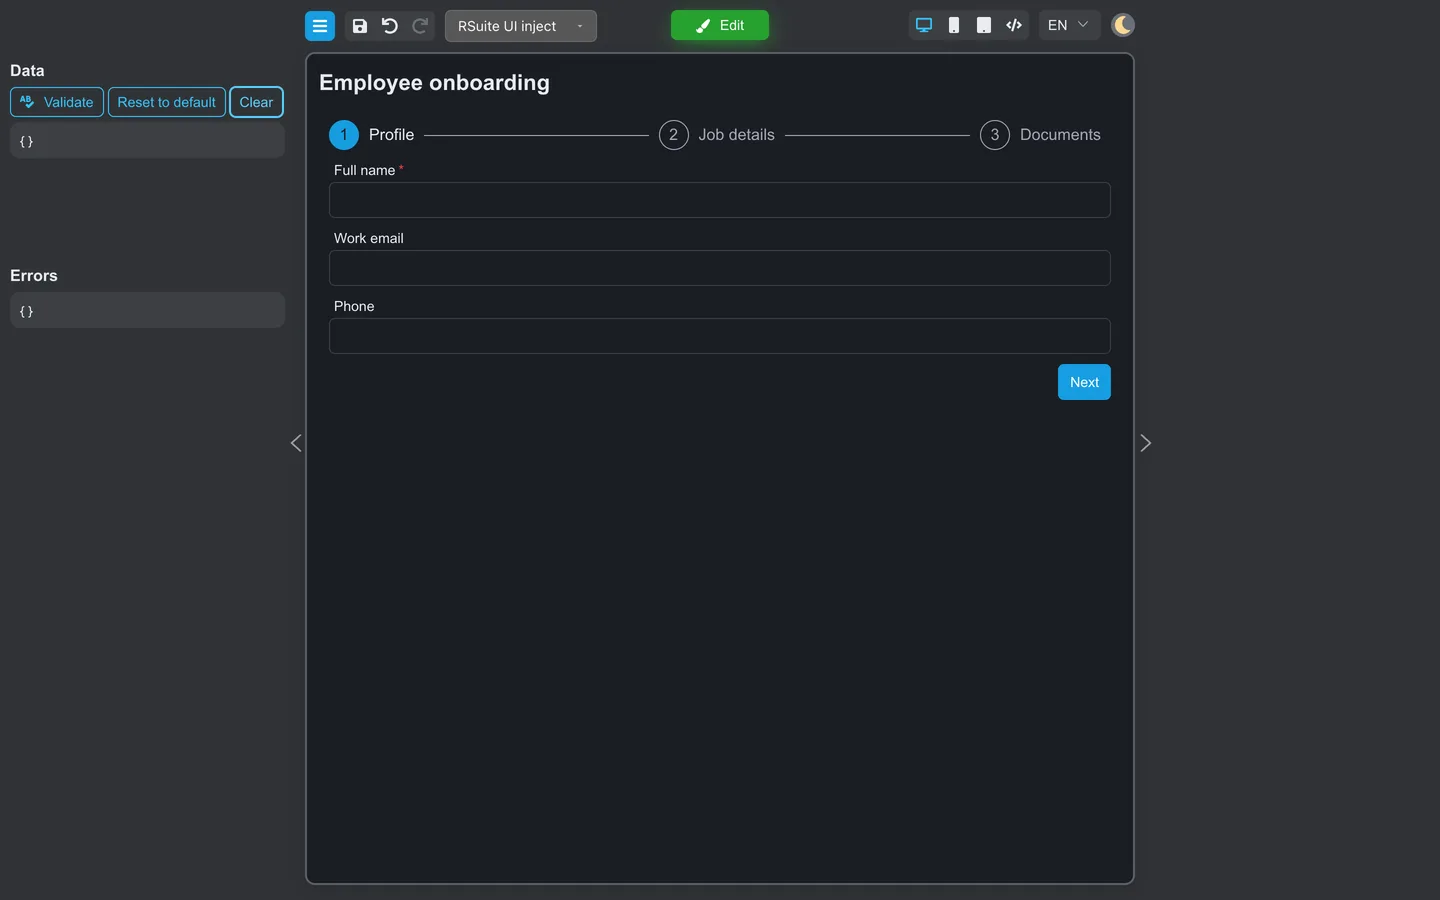 RSuite UI inject
Edit
EN
Data
AB Validate
Reset to default
Clear
{}
Errors
{}
Employee onboarding
1 Profile
2 Job details
3 Documents
Full name *
Work email
Phone
Next